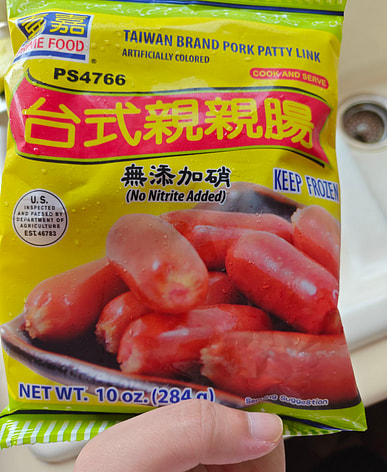 嘉
ME FOOD
®
TAIWAN BRAND PORK PATTY LINK
ARTIFICIALLY COLORED
PS4766
COOK AND SERVE
台式親親腸
無添加硝
(No Nitrite Added)
KEEP FROZEN
U.S.
INSPECTED
AND PASSED BY
DEPARTMENT OF
AGRICULTURE
EST. 46783
NET WT. 10 oz. (284 g)
Serving Suggestion